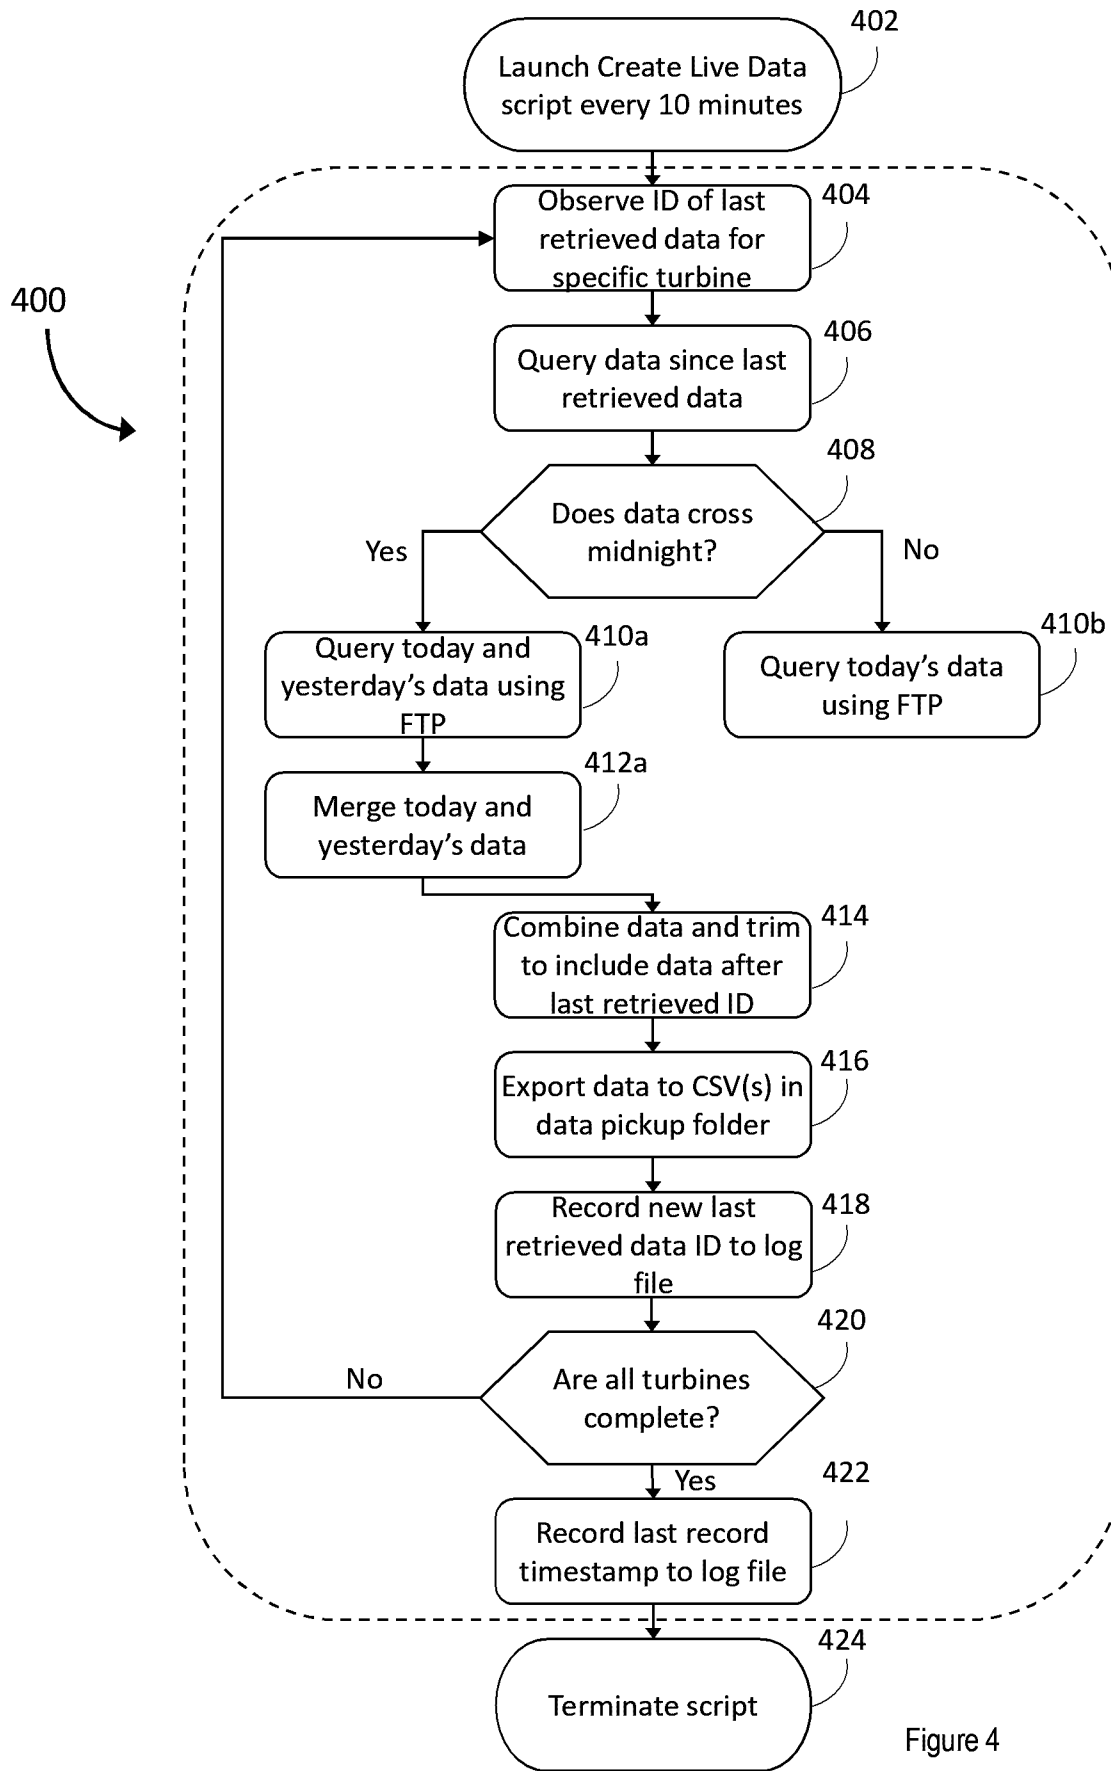 402
Launch Create Live Data
script every 10 minutes
404
Observe ID of last
retrieved data for
specific turbine
400
406
Query data since last
retrieved data
408
Does data cross
midnight?
Yes
No
410a
Query today and
yesterday’s data using
FTP
410b
Query today’s data
using FTP
412a
Merge today and
yesterday’s data
414
Combine data and trim
to include data after
last retrieved ID
416
Export data to CSV(s) in
data pickup folder
418
Record new last
retrieved data ID to log
file
420
Are all turbines
complete?
No
Yes
422
Record last record
timestamp to log file
424
Terminate script
Figure 4